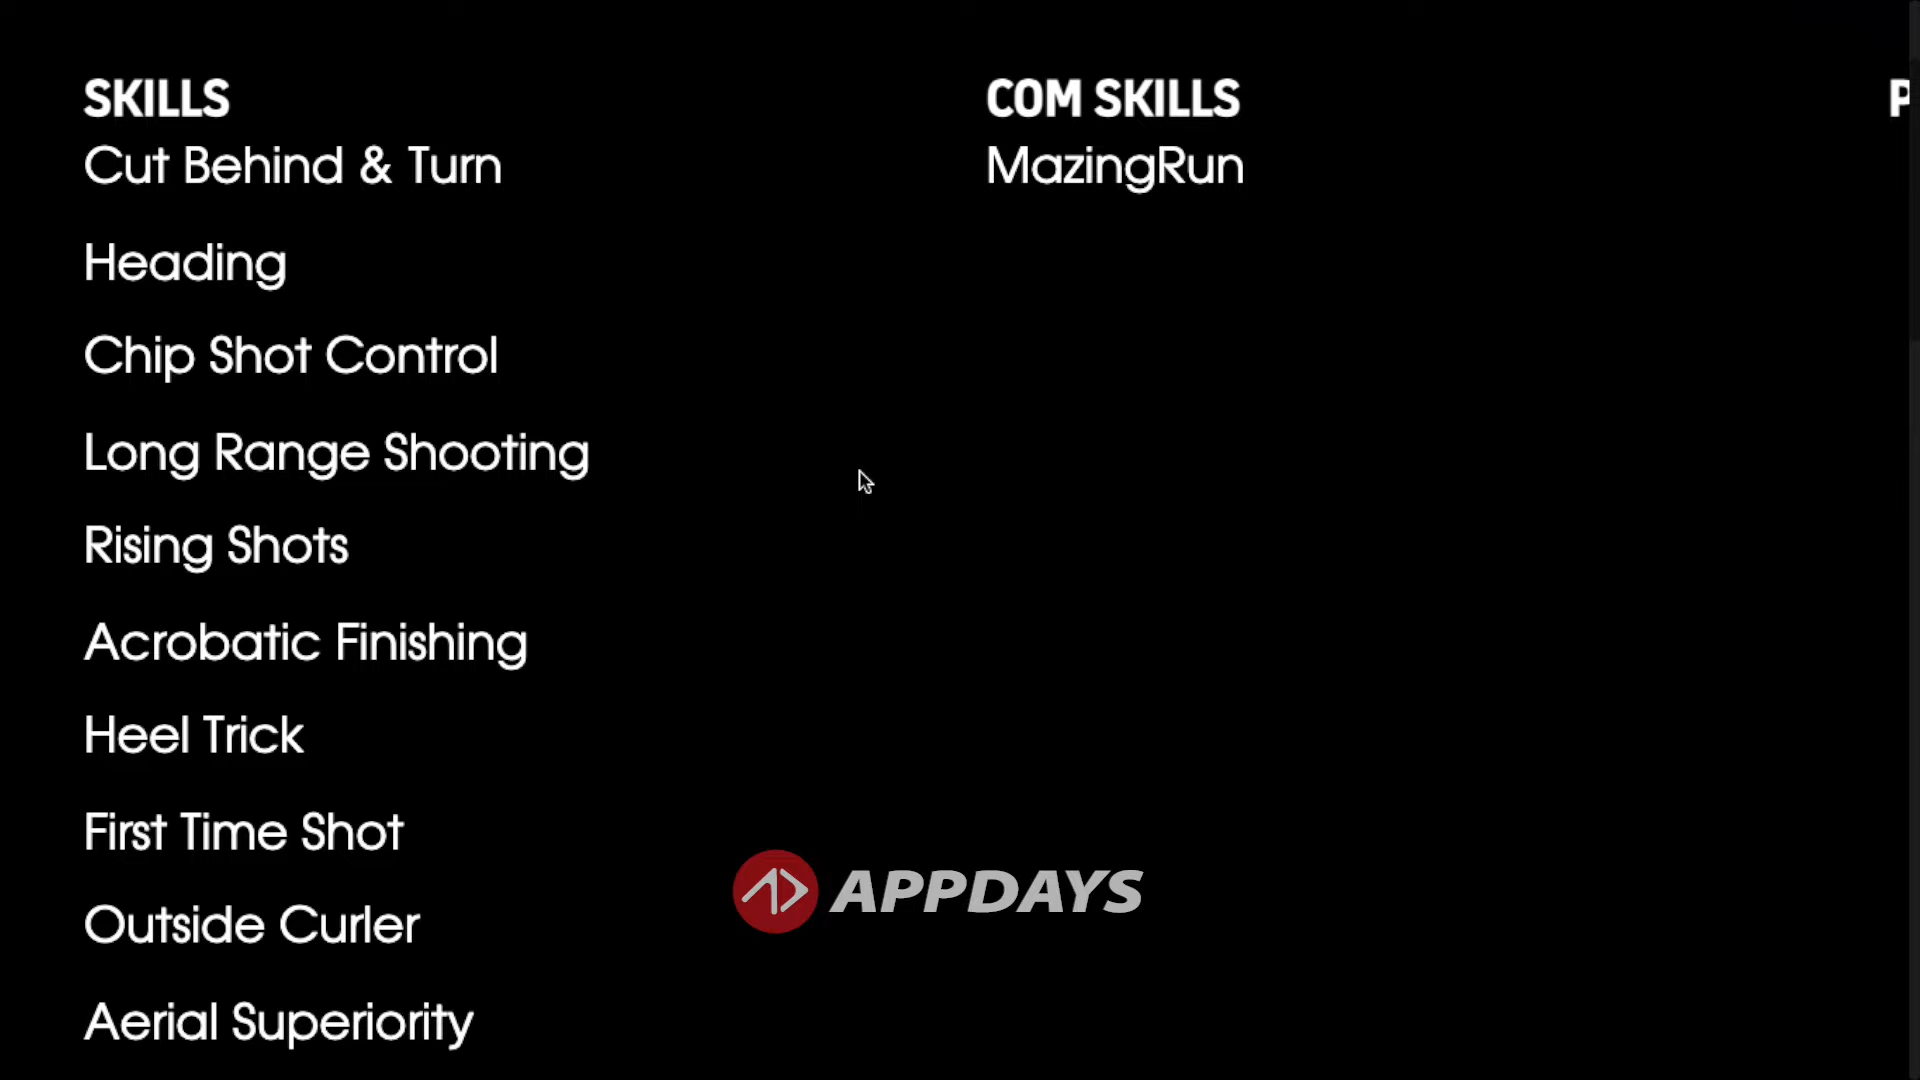 SKILLS
Cut Behind & Turn
Heading
Chip Shot Control
Long Range Shooting
Rising Shots
Acrobatic Finishing
Heel Trick
First Time Shot
Outside Curler
Aerial Superiority
COM SKILLS
MazingRun
P
APPDAYS